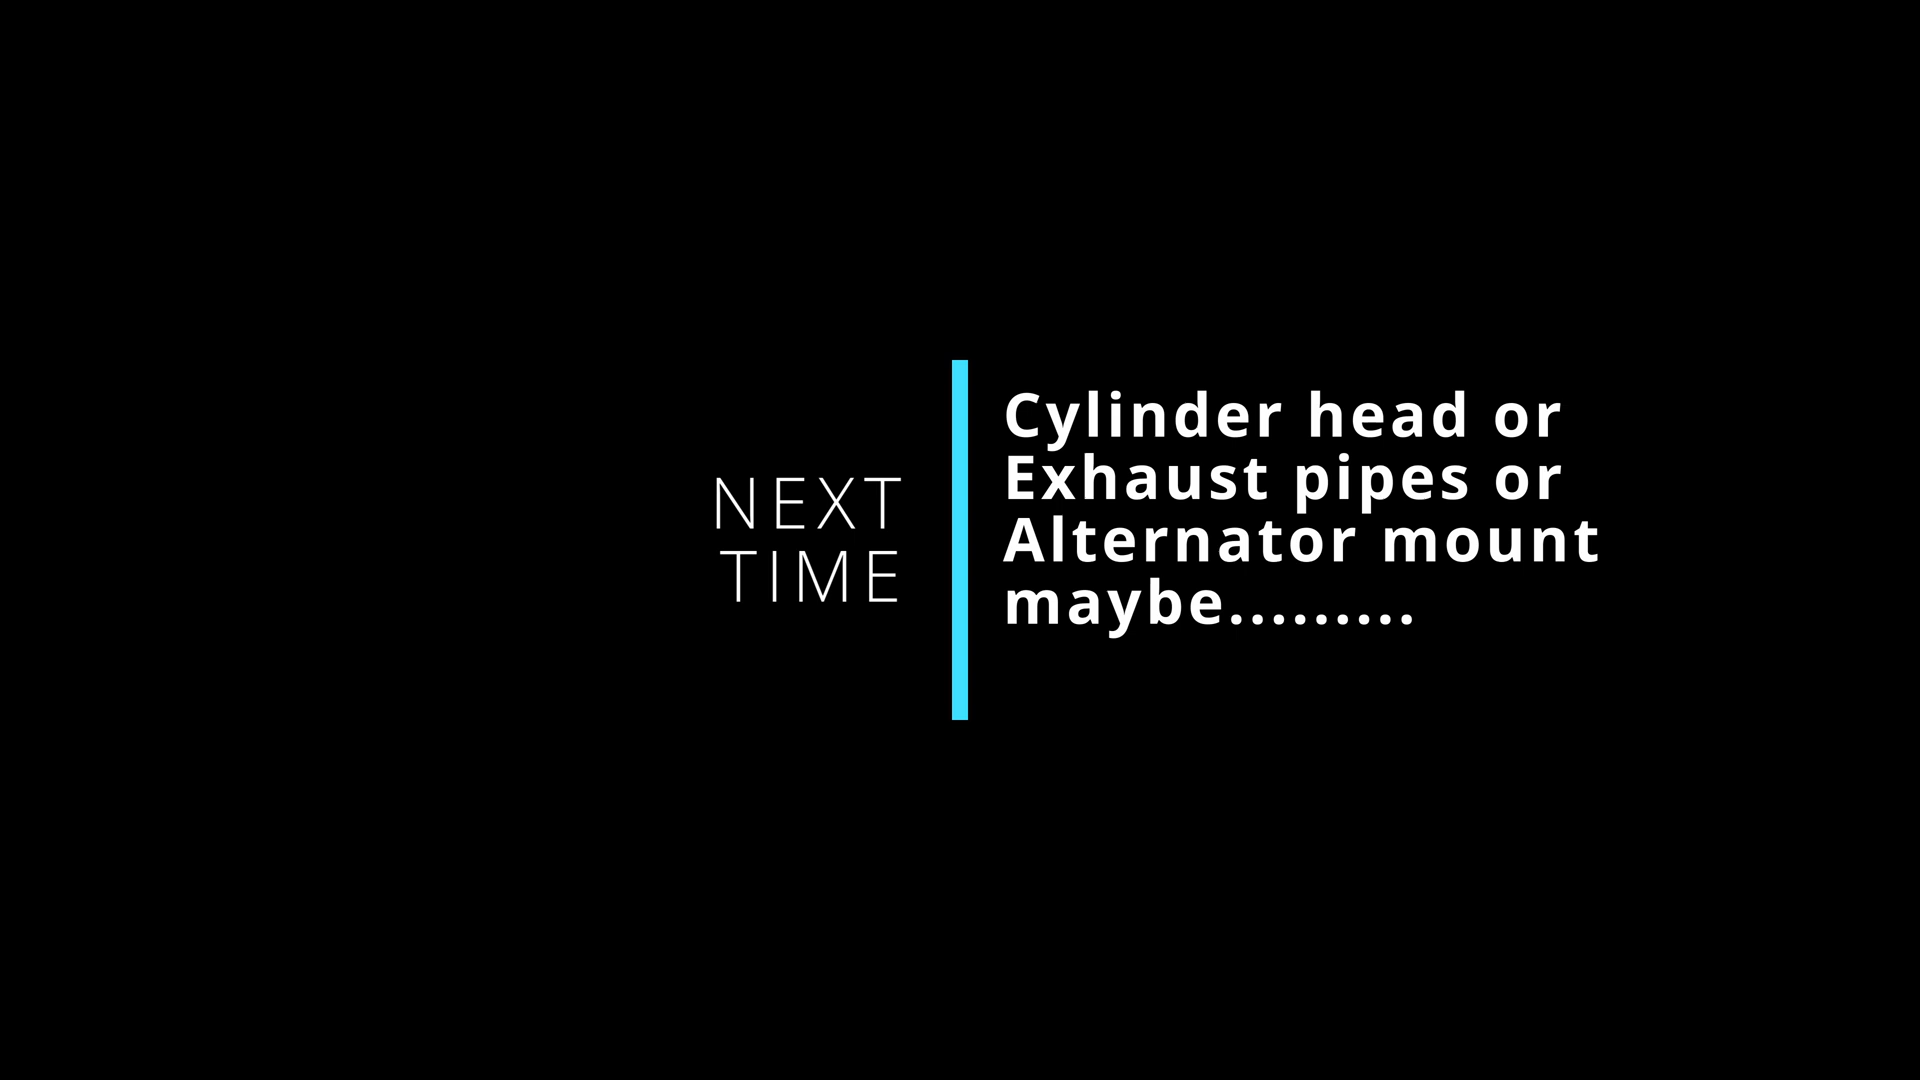 NEXT
TIME
Cylinder head or
Exhaust pipes or
Alternator mount
maybe.........